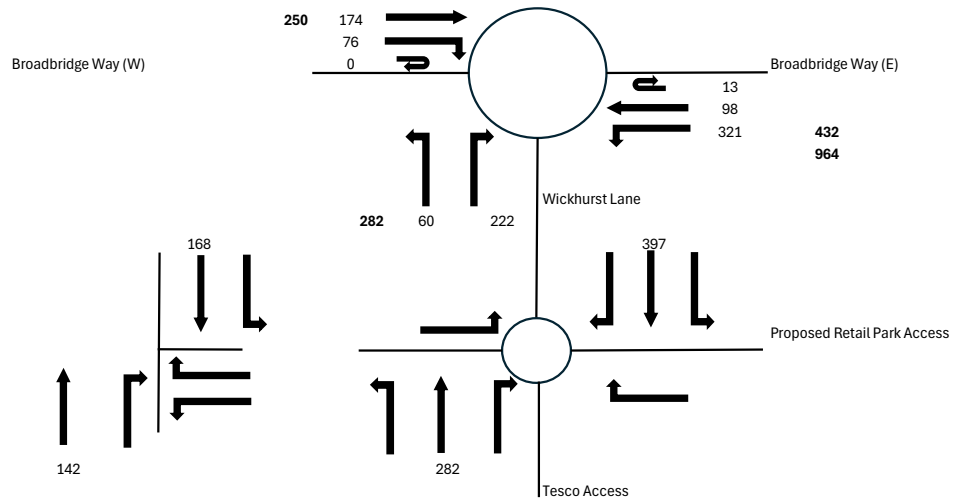 250 174
76
Broadbridge Way (W)
0
Broadbridge Way (E)
13
98
321 432
964
Wickhurst Lane
282 60 222
168
397
Proposed Retail Park Access
142
282
Tesco Access